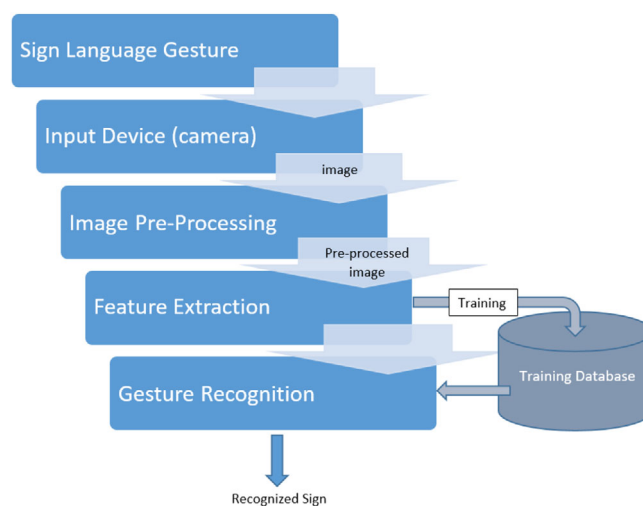 Sign Language Gesture
Input Device (camera)
image
Image Pre-Processing
Pre-processed
image
Feature Extraction
Training
Training Database
Gesture Recognition
Recognized Sign